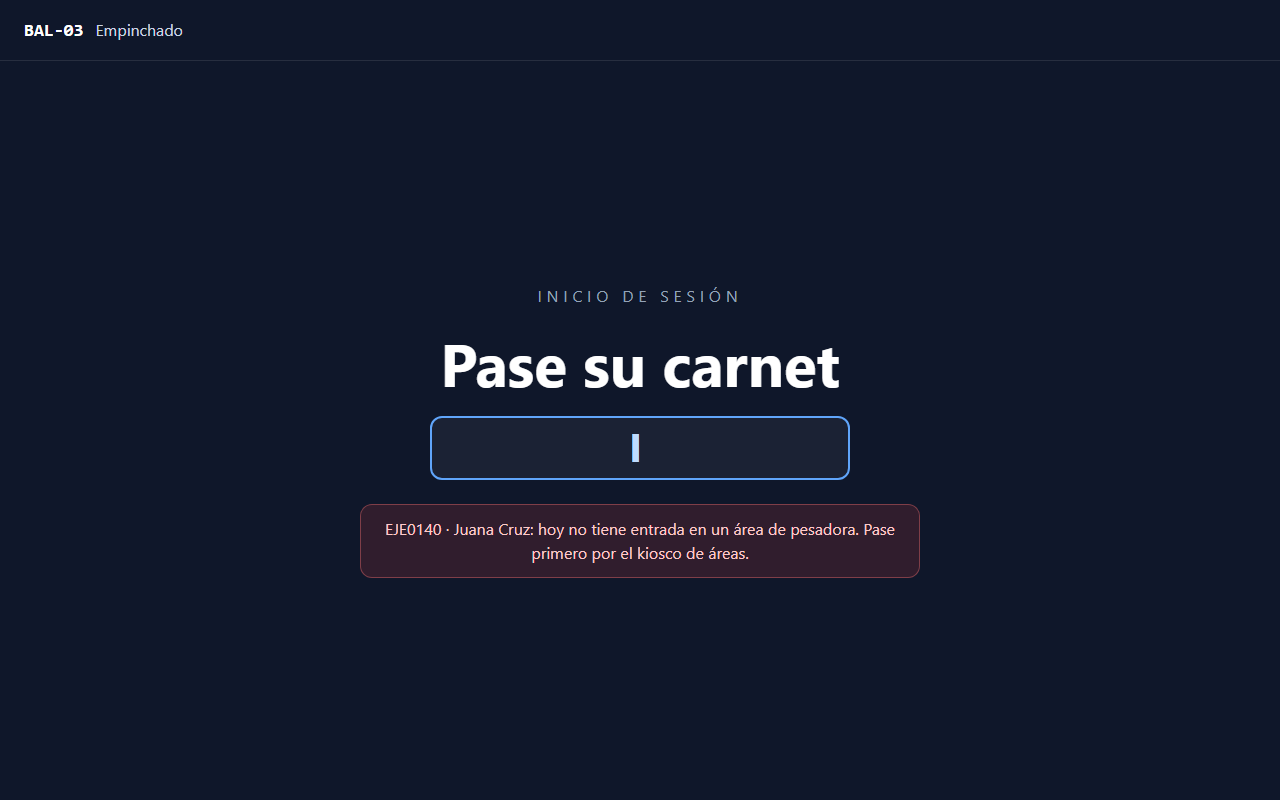 BAL-03 Empinchado
INICIO DE SESIÓN
Pase su carnet
EJE0140 · Juana Cruz: hoy no tiene entrada en un área de pesadora. Pase
primero por el kiosco de áreas.